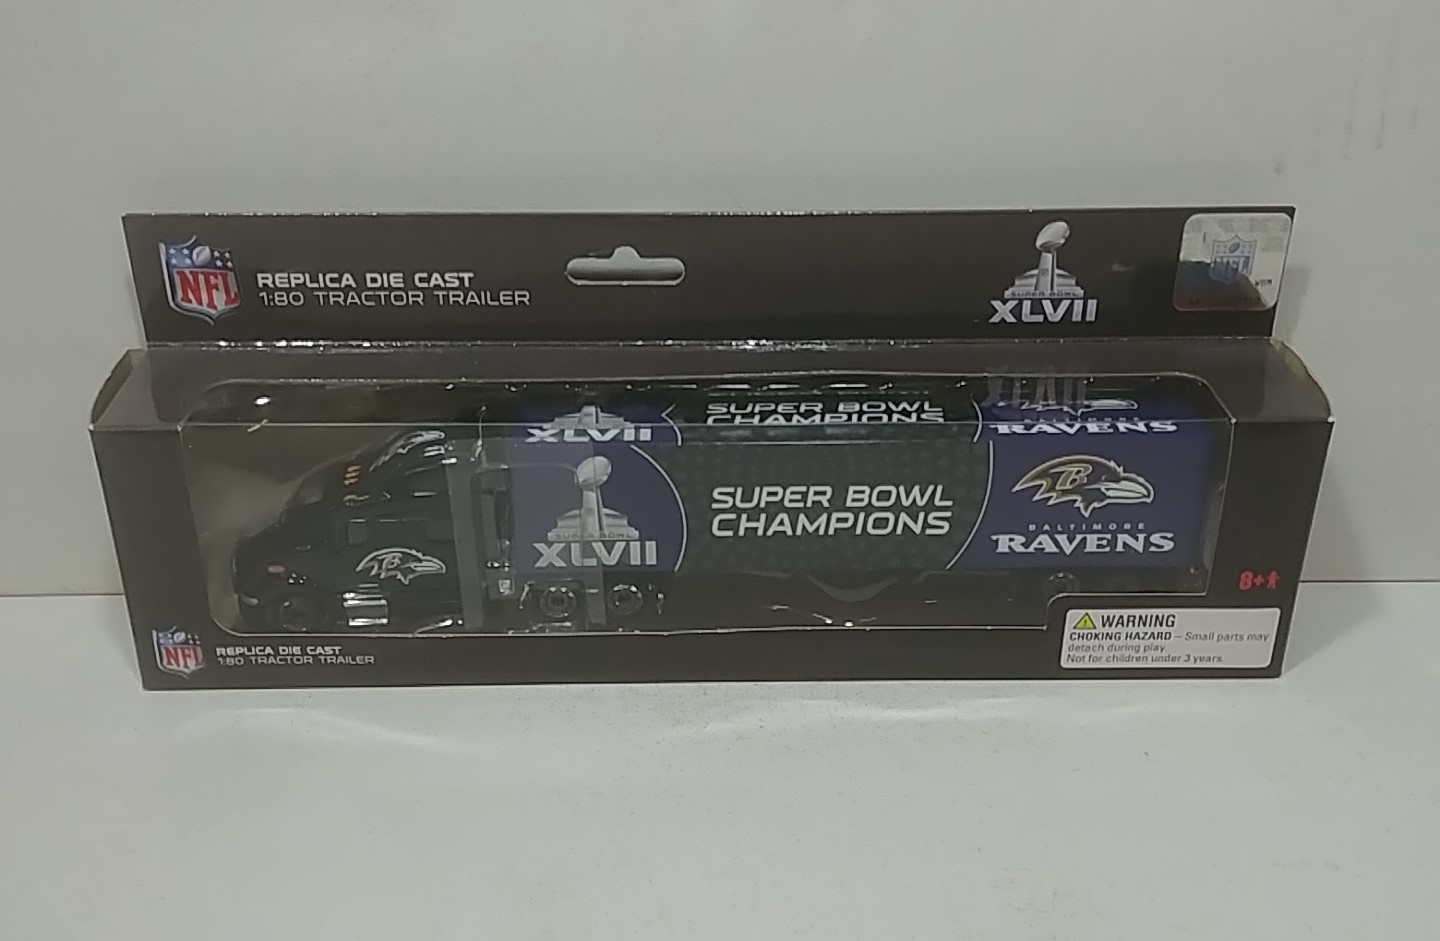 NFL
REPLICA DIE CAST
1:80 TRACTOR TRAILER
SUPER BOWL
XLVII
NFL
XLVII
SUPER BOWL
CHAMPIONS
RAVENS
SUPER BOWL
XLVII
SUPER BOWL
CHAMPIONS
BALTIMORE
RAVENS
8+
NFL
REPLICA DIE CAST
1:80 TRACTOR TRAILER
WARNING
CHOKING HAZARD – Small parts may
detach during play
Not for children under 3 years